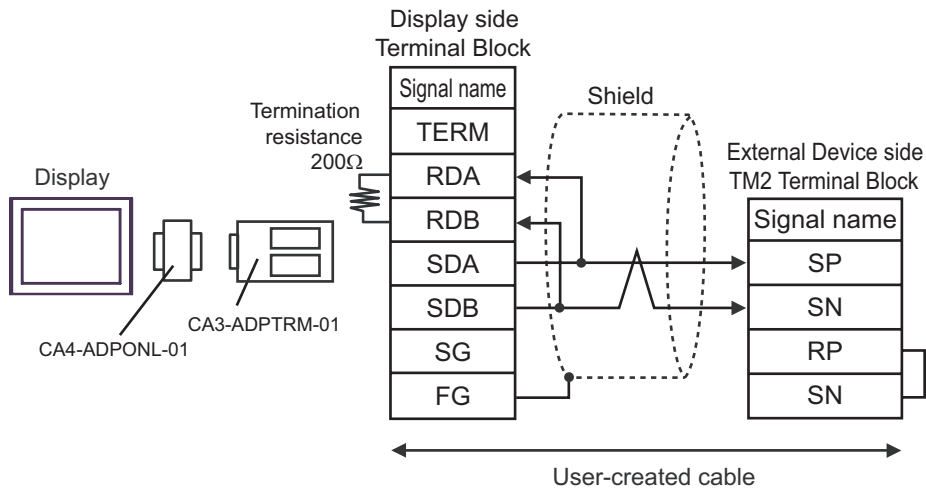 Display side
Terminal Block
Signal name
TERM
RDA
RDB
SDA
SDB
SG
FG
Termination
resistance
200Ω
Shield
External Device side
TM2 Terminal Block
Signal name
SP
SN
RP
SN
Display
CA4-ADPONL-01
CA3-ADPTRM-01
User-created cable